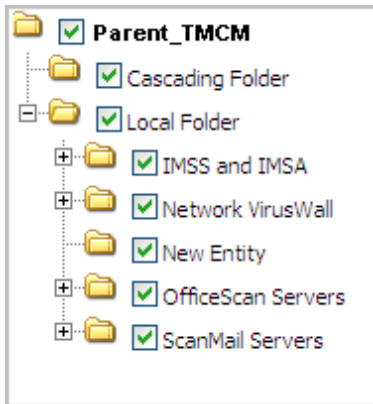 Parent_TMCM
Cascading Folder
Local Folder
IMSS and IMSA
Network VirusWall
New Entity
OfficeScan Servers
ScanMail Servers